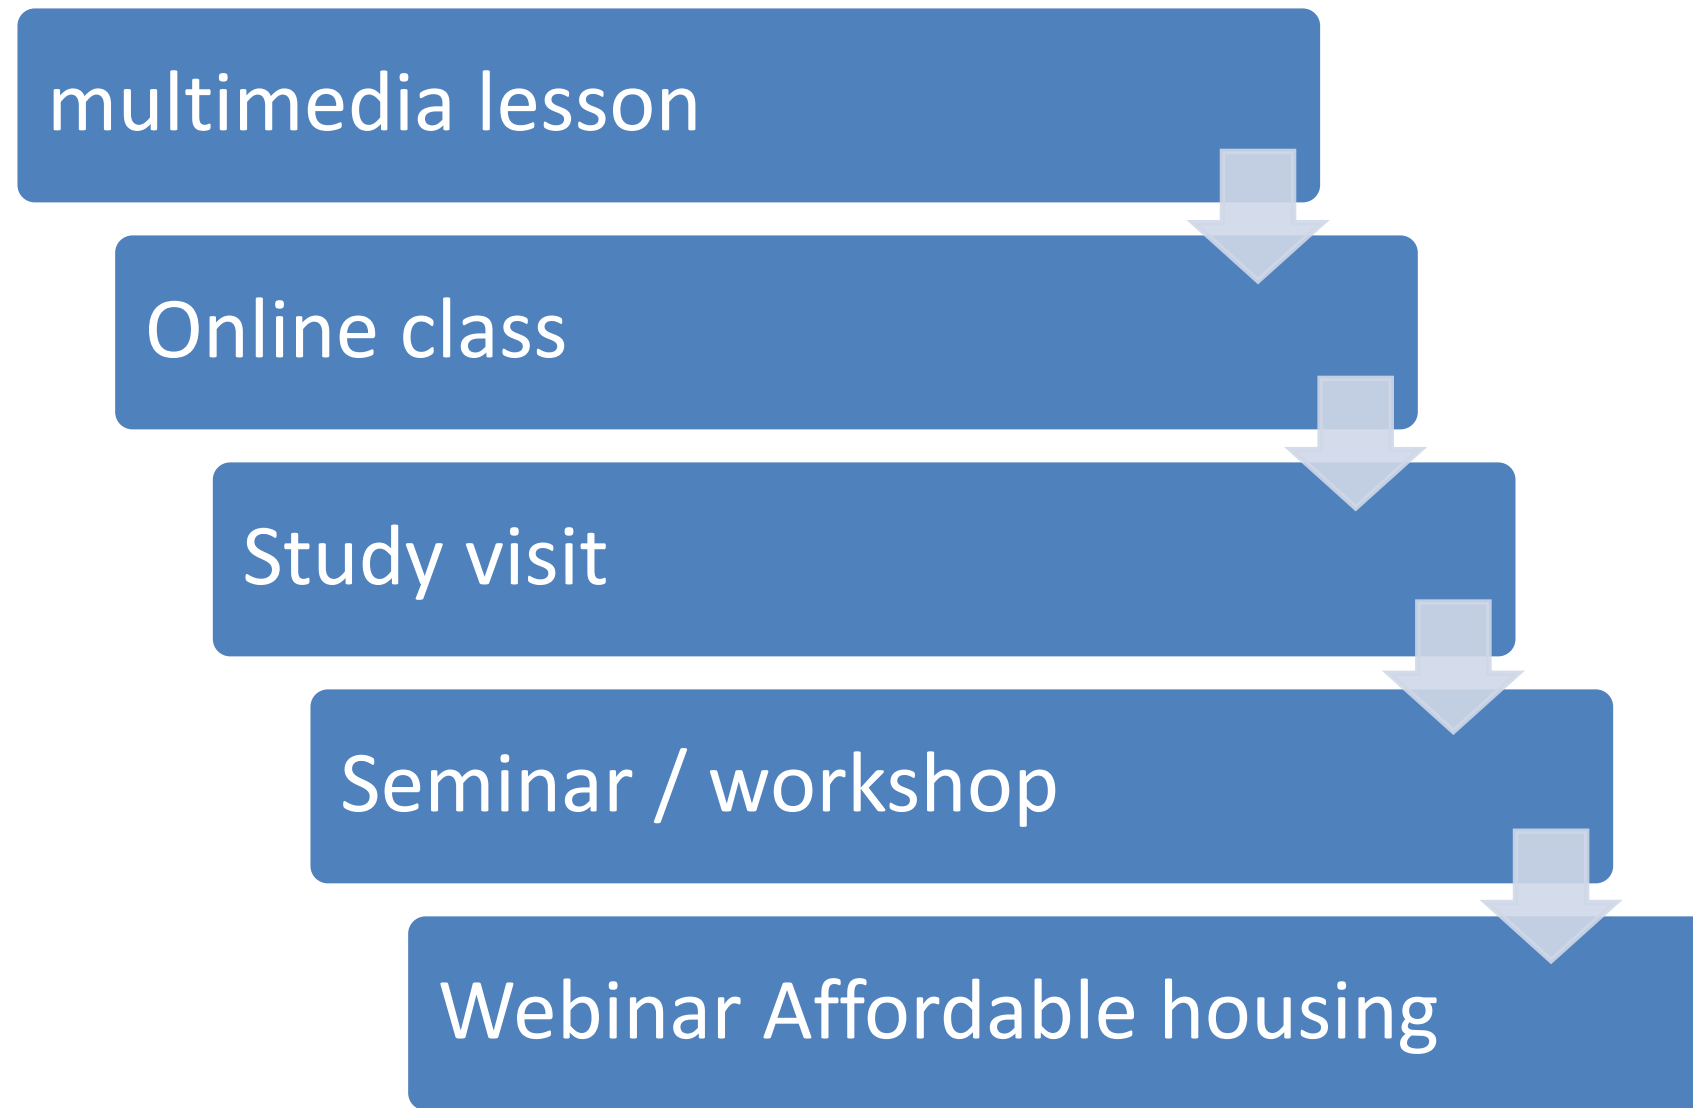 multimedia lesson
Online class
Study visit
Seminar / workshop
Webinar Affordable housing